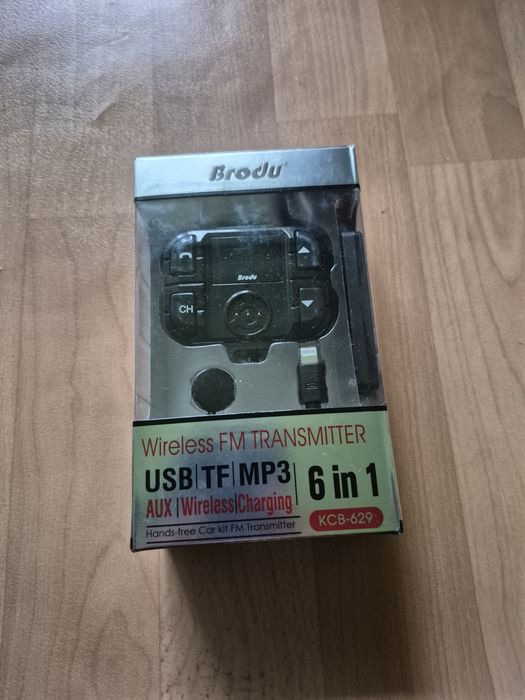 Brodu
Brodu
CH
Wireless FM TRANSMITTER
USB|TF|MP3
AUX|Wireless|Charging
6 in 1
Hands-free Car kit FM Transmitter
KCB-629